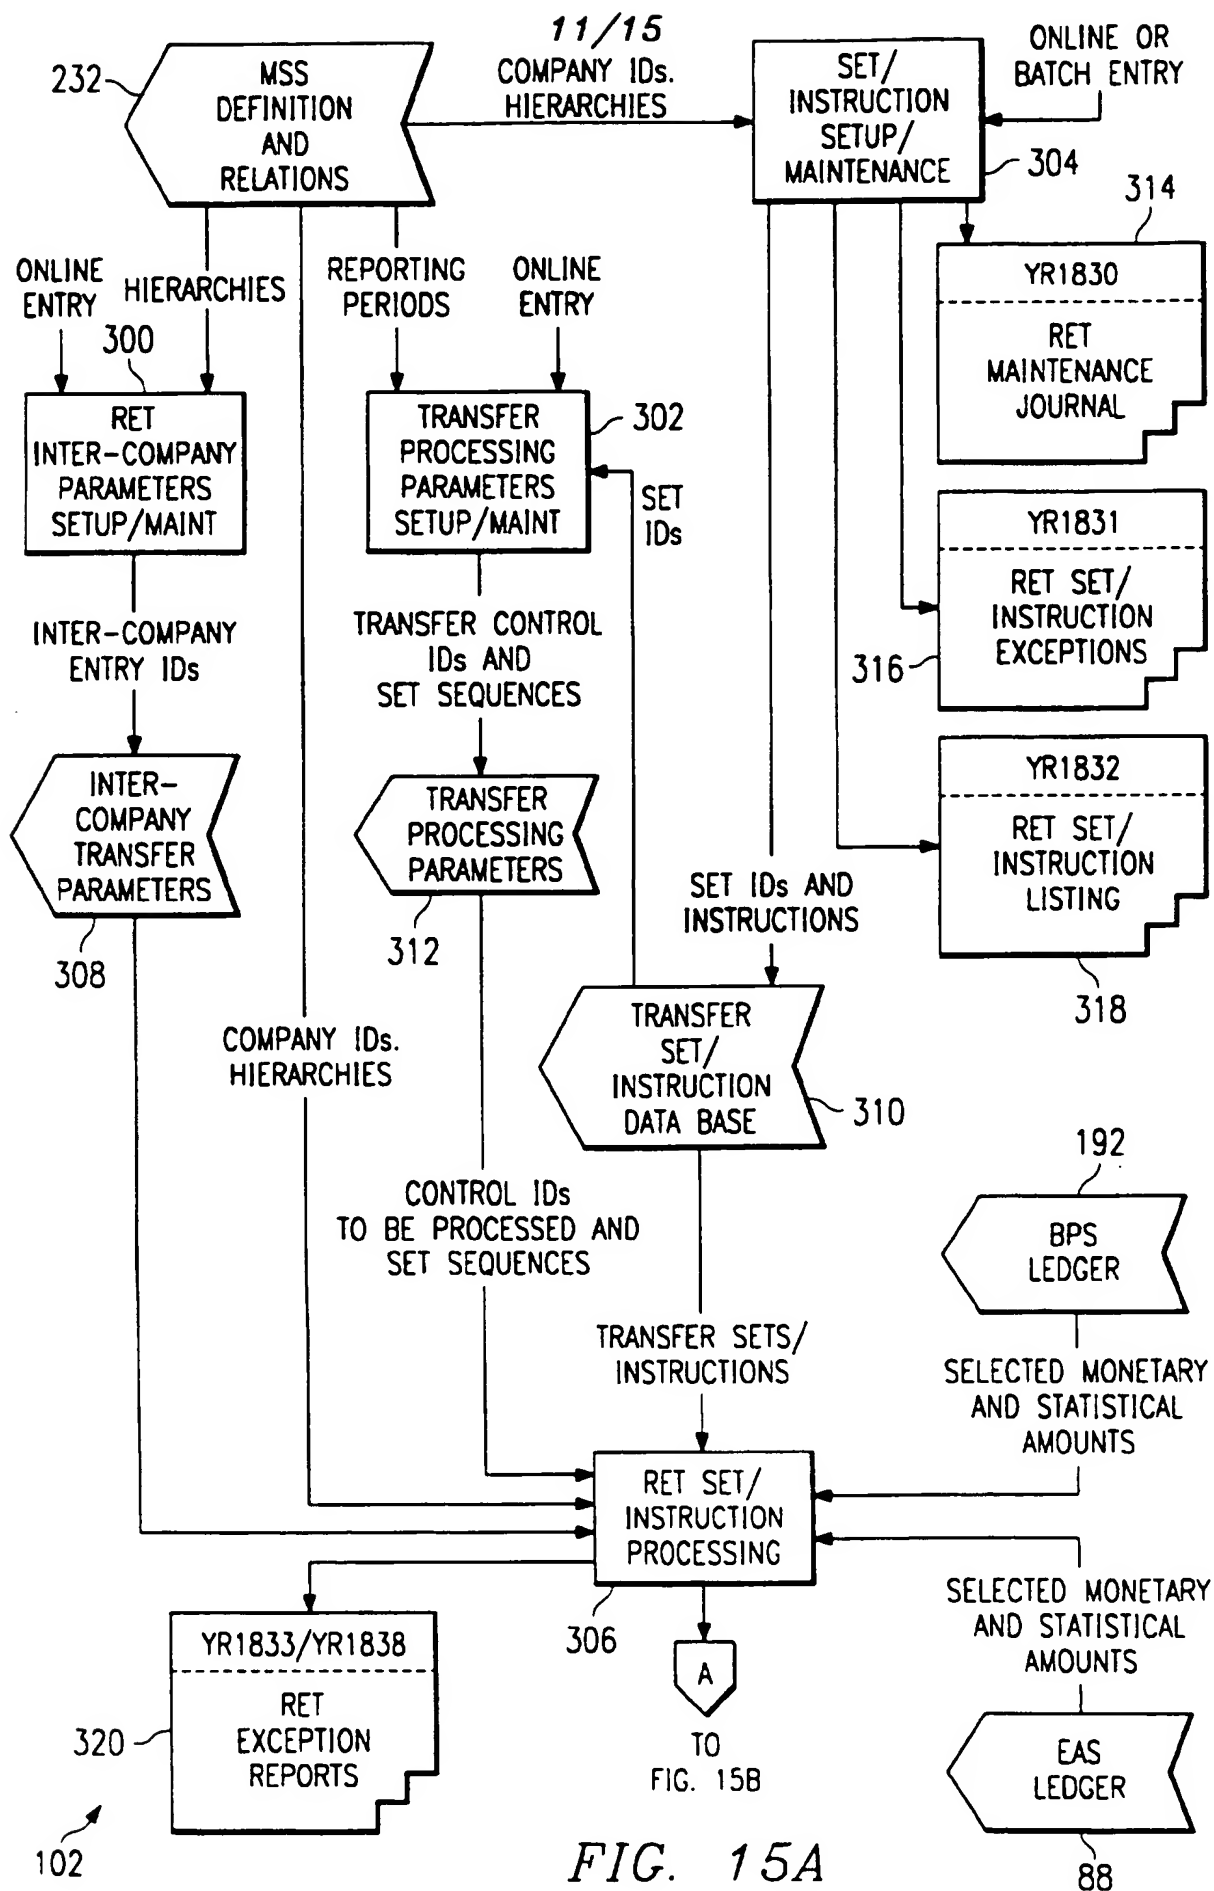 11/15
232
MSS
DEFINITION
AND
RELATIONS
COMPANY IDs.
HIERARCHIES
SET/
INSTRUCTION
SETUP/
MAINTENANCE
ONLINE OR
BATCH ENTRY
304
314
YR1830
RET
MAINTENANCE
JOURNAL
ONLINE
ENTRY
HIERARCHIES
REPORTING
PERIODS
ONLINE
ENTRY
300
RET
INTER-COMPANY
PARAMETERS
SETUP/MAINT
TRANSFER
PROCESSING
PARAMETERS
SETUP/MAINT
302
SET
IDs
YR1831
RET SET/
INSTRUCTION
EXCEPTIONS
316
INTER-COMPANY
ENTRY IDs
TRANSFER CONTROL
IDs AND
SET SEQUENCES
INTER-
COMPANY
TRANSFER
PARAMETERS
308
TRANSFER
PROCESSING
PARAMETERS
312
YR1832
RET SET/
INSTRUCTION
LISTING
318
SET IDs AND
INSTRUCTIONS
COMPANY IDs.
HIERARCHIES
TRANSFER
SET/
INSTRUCTION
DATA BASE
310
192
BPS
LEDGER
CONTROL IDs
TO BE PROCESSED AND
SET SEQUENCES
TRANSFER SETS/
INSTRUCTIONS
SELECTED MONETARY
AND STATISTICAL
AMOUNTS
RET SET/
INSTRUCTION
PROCESSING
306
SELECTED MONETARY
AND STATISTICAL
AMOUNTS
YR1833/YR1838
RET
EXCEPTION
REPORTS
320
A
TO
FIG. 15B
EAS
LEDGER
88
102
FIG. 15A